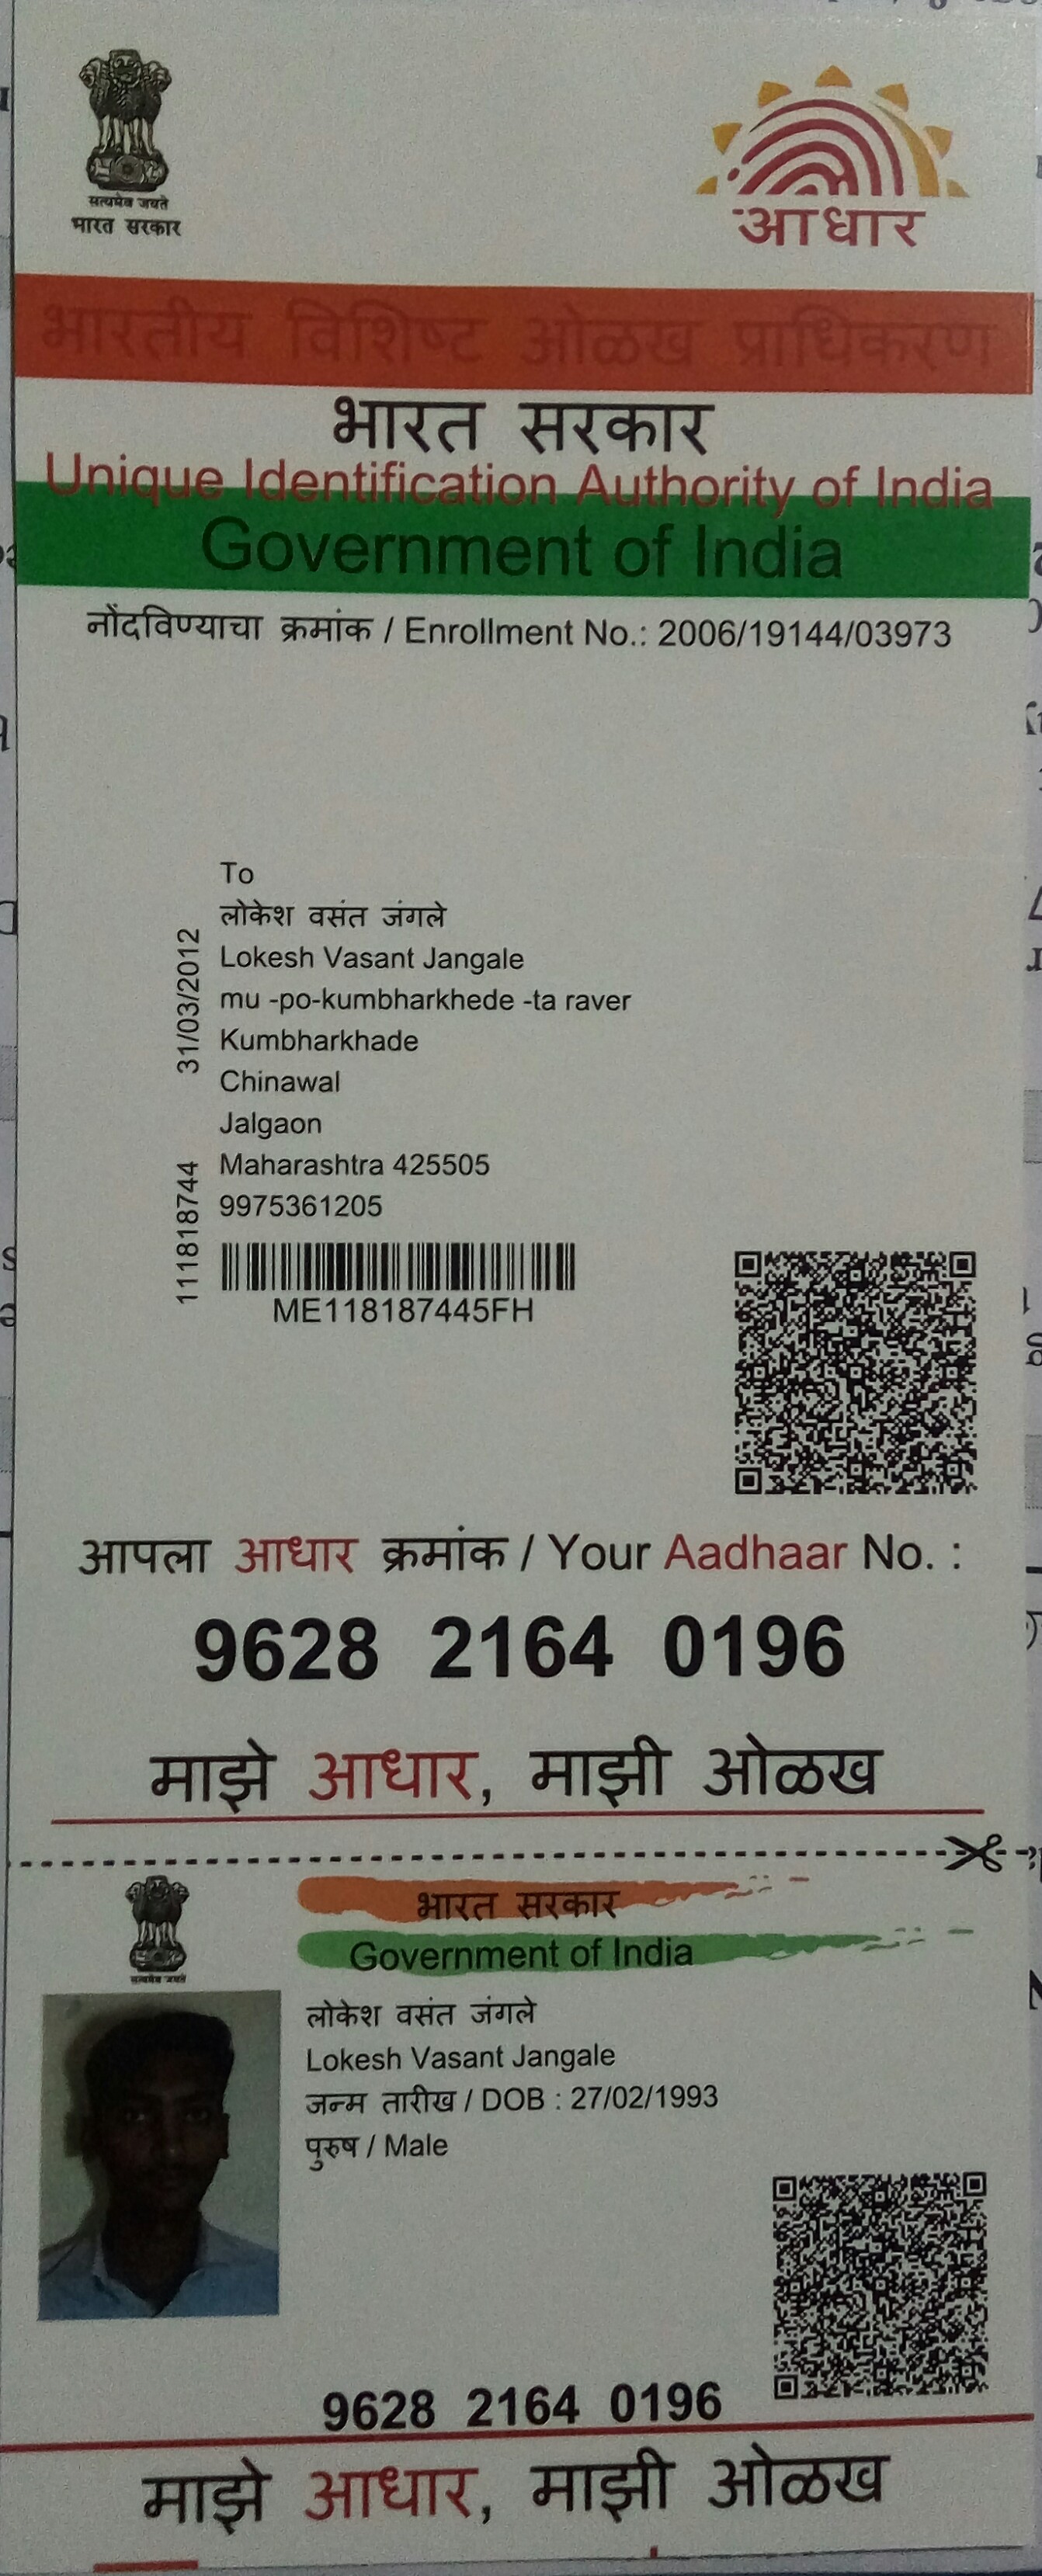 सत्यमेव जयते
भारत सरकार
आधार
भारतीय विशिष्ट ओळख प्राधिकरण
भारत सरकार
Unique Identification Authority of India
Government of India
नोंदविण्याचा क्रमांक / Enrollment No.: 2006/19144/03973
To
लोकेश वसंत जंगले
Lokesh Vasant Jangale
mu -po-kumbharkhede -ta raver
Kumbharkhade
Chinawal
Jalgaon
Maharashtra 425505
9975361205
31/03/2012
111818744
ME118187445FH
आपला आधार क्रमांक / Your Aadhaar No. :
9628 2164 0196
माझे आधार, माझी ओळख
सत्यमेव जयते
भारत सरकार
Government of India
लोकेश वसंत जंगले
Lokesh Vasant Jangale
जन्म तारीख / DOB : 27/02/1993
पुरुष / Male
9628 2164 0196
माझे आधार, माझी ओळख